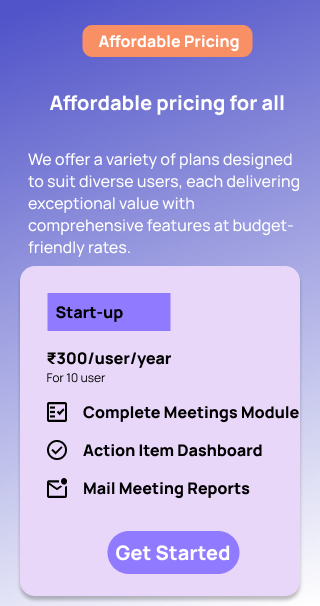 Affordable Pricing
Affordable pricing for all
We offer a variety of plans designed
to suit diverse users, each delivering
exceptional value with
comprehensive features at budget-
friendly rates.
Start-up
₹300/user/year
For 10 user
Complete Meetings Module
Action Item Dashboard
Mail Meeting Reports
Get Started